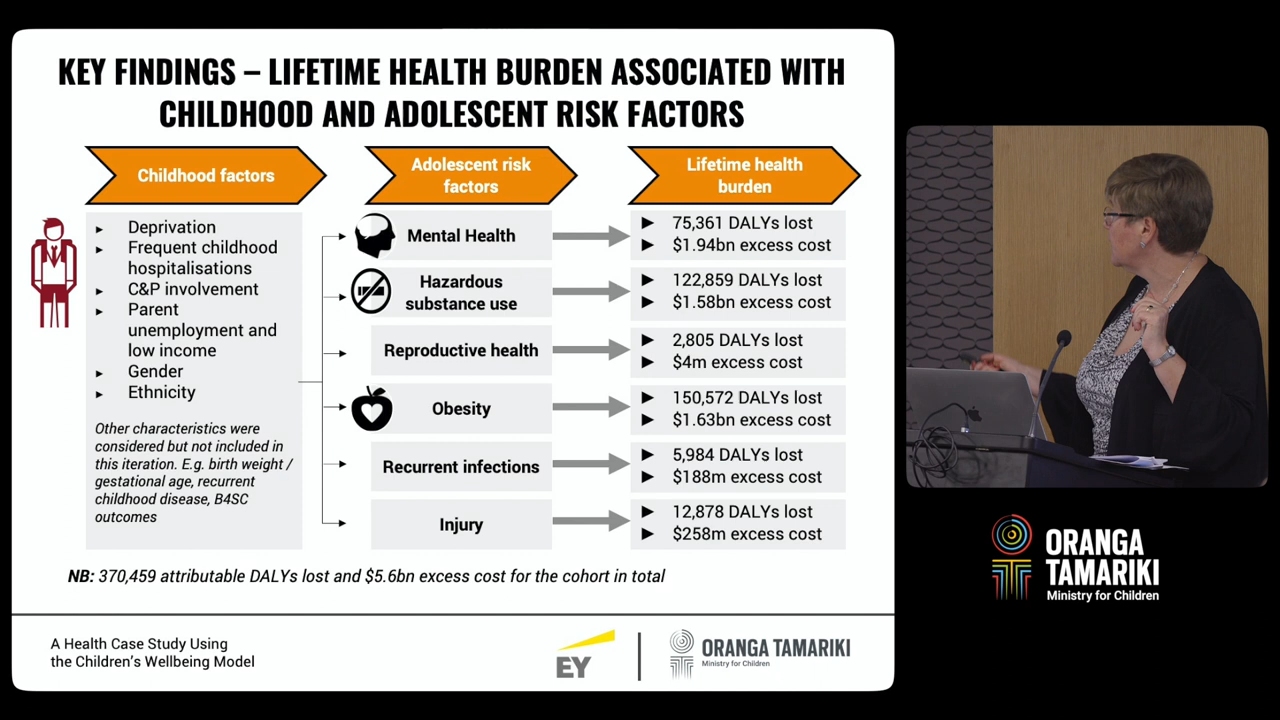 KEY FINDINGS – LIFETIME HEALTH BURDEN ASSOCIATED WITH
CHILDHOOD AND ADOLESCENT RISK FACTORS
Childhood factors
Adolescent risk
factors
Lifetime health
burden
Deprivation
Frequent childhood
hospitalisations
C&P involvement
Parent
unemployment and
low income
Gender
Ethnicity
Other characteristics were
considered but not included in
this iteration. E.g. birth weight /
gestational age, recurrent
childhood disease, B4SC
outcomes
Mental Health
75,361 DALYs lost
$1.94bn excess cost
Hazardous
substance use
122,859 DALYs lost
$1.58bn excess cost
Reproductive health
2,805 DALYs lost
$4m excess cost
Obesity
150,572 DALYs lost
$1.63bn excess cost
Recurrent infections
5,984 DALYs lost
$188m excess cost
Injury
12,878 DALYs lost
$258m excess cost
NB: 370,459 attributable DALYs lost and $5.6bn excess cost for the cohort in total
A Health Case Study Using
the Children's Wellbeing Model
EY
ORANGA TAMARIKI
Ministry for Children
ORANGA
TAMARIKI
Ministry for Children